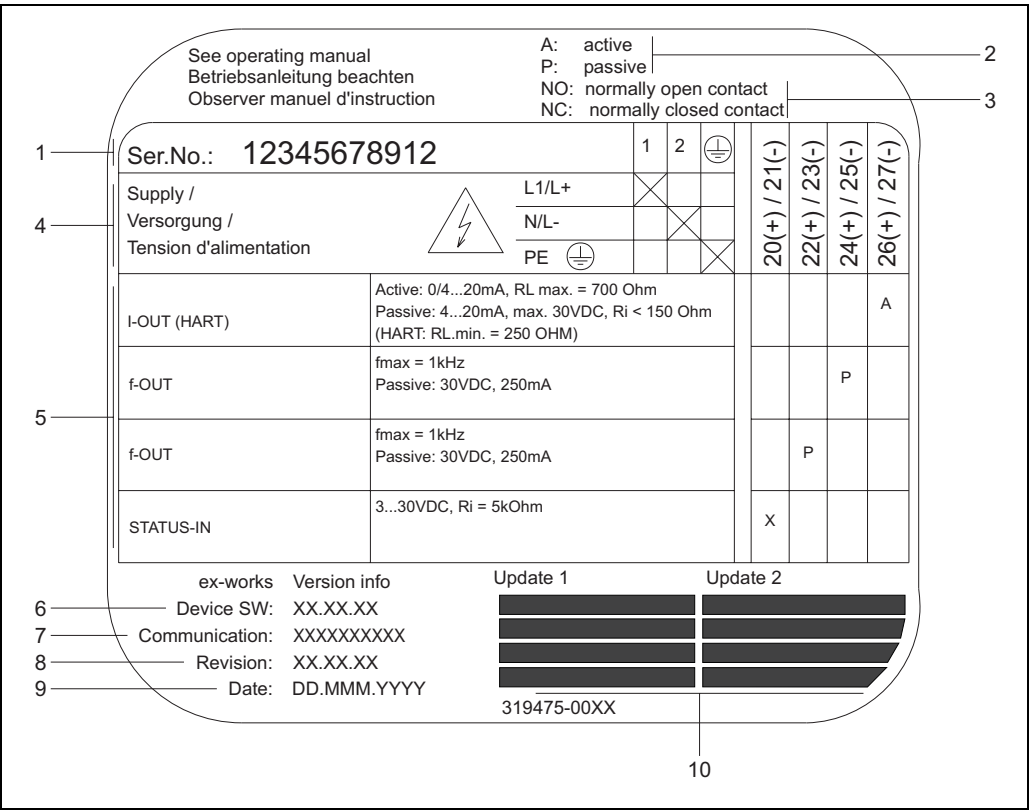 See operating manual
Betriebsanleitung beachten
Observer manuel d'instruction
A: active
P: passive
NO: normally open contact
NC: normally closed contact
2
3
1
Ser.No.: 12345678912
1 2
20(+) / 21(-)
22(+) / 23(-)
24(+) / 25(-)
26(+) / 27(-)
4
Supply /
Versorgung /
Tension d'alimentation
L1/L+
N/L-
PE
5
I-OUT (HART)
Active: 0/4...20mA, RL max. = 700 Ohm
Passive: 4...20mA, max. 30VDC, Ri < 150 Ohm
(HART: RL.min. = 250 OHM)
A
f-OUT
fmax = 1kHz
Passive: 30VDC, 250mA
P
f-OUT
fmax = 1kHz
Passive: 30VDC, 250mA
P
STATUS-IN
3...30VDC, Ri = 5kOhm
X
ex-works Version info Update 1 Update 2
6 Device SW: XX.XX.XX
7 Communication: XXXXXXXXXX
8 Revision: XX.XX.XX
9 Date: DD.MMM.YYYY
319475-00XX
10